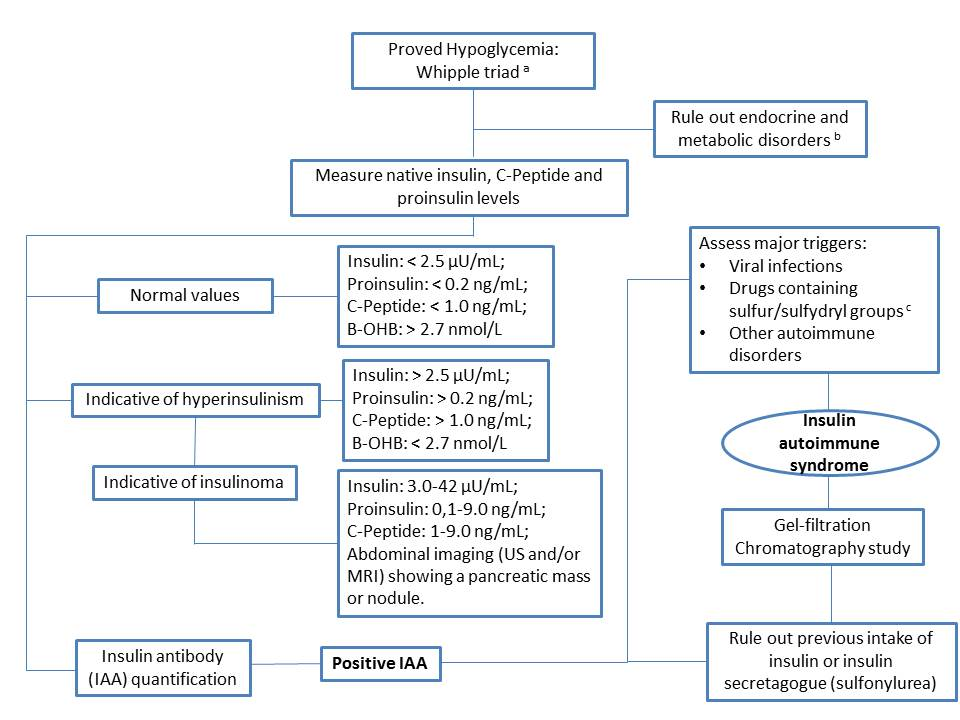 Proved Hypoglycemia:
Whipple triad a
Rule out endocrine and
metabolic disorders b
Measure native insulin, C-Peptide and
proinsulin levels
Normal values
Insulin: < 2.5 µU/mL;
Proinsulin: < 0.2 ng/mL;
C-Peptide: < 1.0 ng/mL;
B-OHB: > 2.7 nmol/L
Indicative of hyperinsulinism
Insulin: > 2.5 µU/mL;
Proinsulin: > 0.2 ng/mL;
C-Peptide: > 1.0 ng/mL;
B-OHB: < 2.7 nmol/L
Indicative of insulinoma
Insulin: 3.0-42 µU/mL;
Proinsulin: 0,1-9.0 ng/mL;
C-Peptide: 1-9.0 ng/mL;
Abdominal imaging (US and/or
MRI) showing a pancreatic mass
or nodule.
Insulin antibody
(IAA) quantification
Positive IAA
Assess major triggers:
• Viral infections
• Drugs containing
sulfur/sulfydryl groups c
• Other autoimmune
disorders
Insulin
autoimmune
syndrome
Gel-filtration
Chromatography study
Rule out previous intake of
insulin or insulin
secretagogue (sulfonylurea)